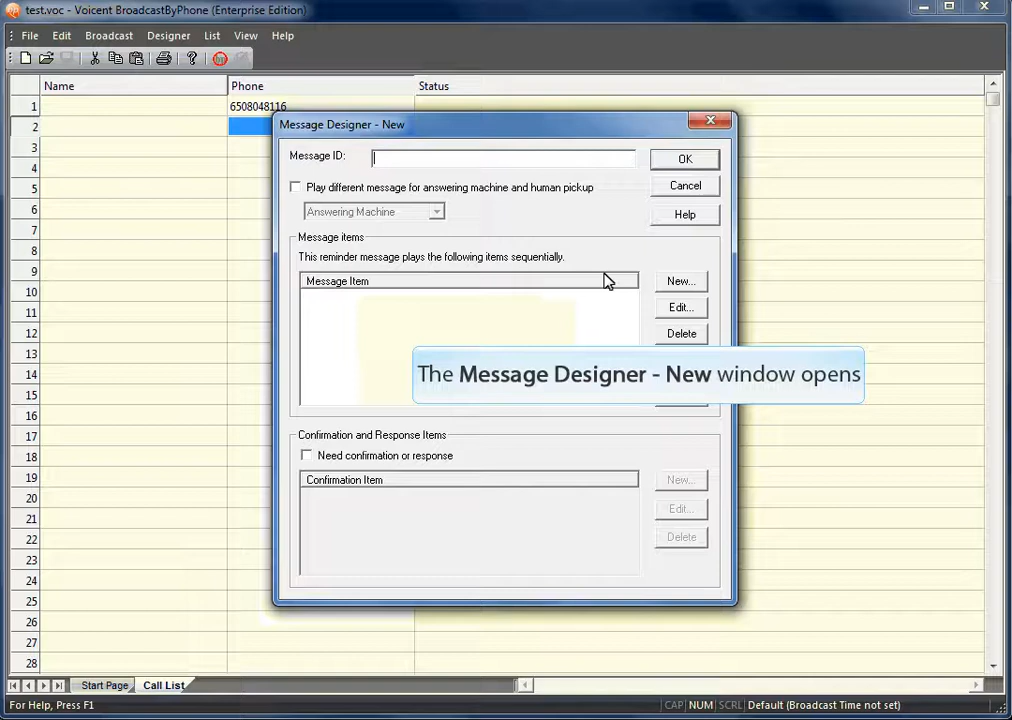 test.voc - Voicent BroadcastByPhone (Enterprise Edition)
File Edit Broadcast Designer List View Help
Name Phone Status
1 6508048116
2
3
4
5
6
7
8
9
10
11
12
13
14
15
16
17
18
19
20
21
22
23
24
25
26
27
28
Message Designer - New
Message ID:
OK
Play different message for answering machine and human pickup
Cancel
Answering Machine
Help
Message items
This reminder message plays the following items sequentially.
Message Item
New...
Edit...
Delete
The Message Designer - New window opens
Confirmation and Response Items
Need confirmation or response
Confirmation Item
New...
Edit...
Delete
Start Page Call List
For Help, Press F1
CAP NUM SCRL Default (Broadcast Time not set)